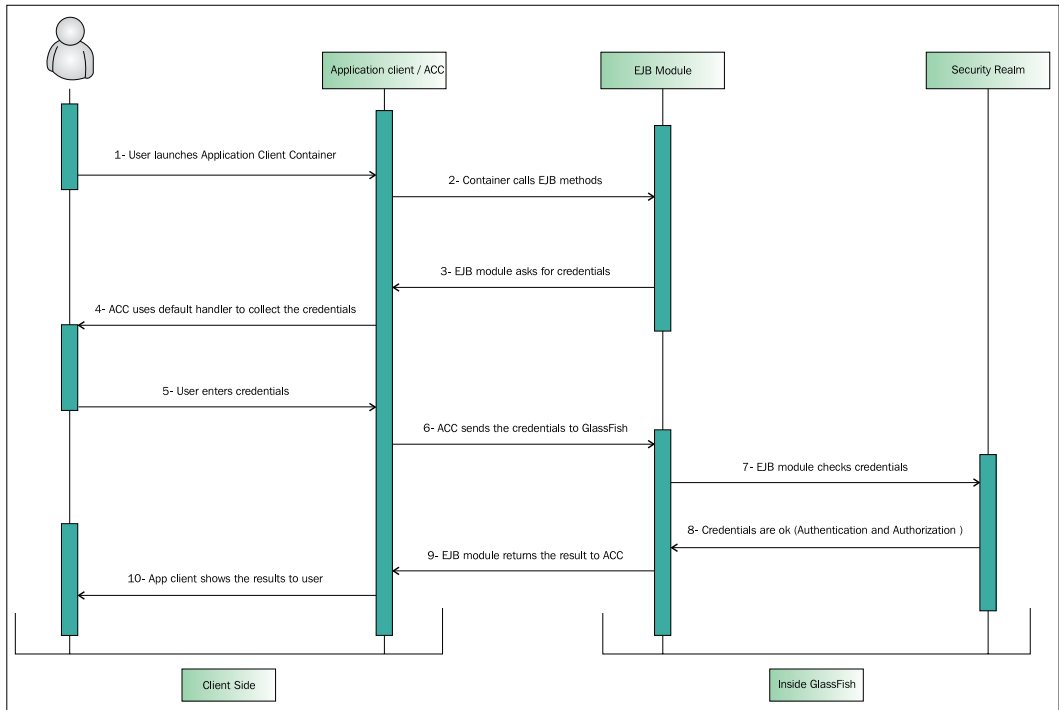 Application client / ACC
EJB Module
Security Realm
1- User launches Application Client Container
2- Container calls EJB methods
3- EJB module asks for credentials
4- ACC uses default handler to collect the credentials
5- User enters credentials
6- ACC sends the credentials to GlassFish
7- EJB module checks credentials
8- Credentials are ok (Authentication and Authorization )
9- EJB module returns the result to ACC
10- App client shows the results to user
Client Side
Inside GlassFish